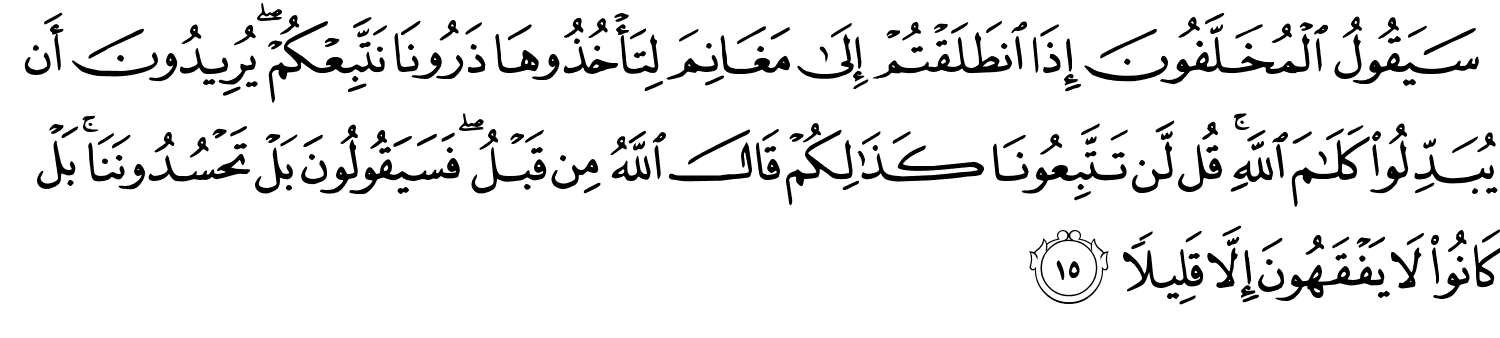 سَيَقُولُ ٱلْمُخَلَّفُونَ إِذَا ٱنطَلَقْتُمْ إِلَىٰ مَغَانِمَ لِتَأْخُذُوهَا ذَرُونَا نَتَّبِعْكُمْ ۖ يُرِيدُونَ أَن
يُبَدِّلُوا۟ كَلَـٰمَ ٱللَّهِ ۚ قُل لَّن تَتَّبِعُونَا كَذَٰلِكُمْ قَالَ ٱللَّهُ مِن قَبْلُ ۖ فَسَيَقُولُونَ بَلْ تَحْسُدُونَنَا ۚ بَلْ
كَانُوا۟ لَا يَفْقَهُونَ إِلَّا قَلِيلًا ١٥